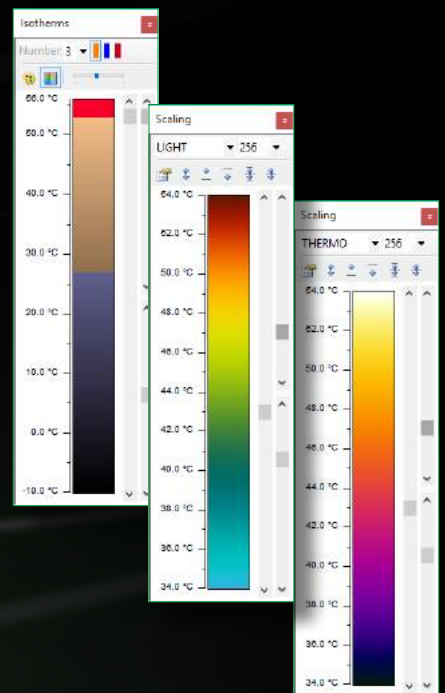 Isotherms
Number: 3
56.0 °C
50.0 °C
40.0 °C
30.0 °C
20.0 °C
10.0 °C
0.0 °C
-10.0 °C
Scaling
LIGHT 256
54.0 °C
52.0 °C
50.0 °C
48.0 °C
46.0 °C
44.0 °C
42.0 °C
40.0 °C
38.0 °C
36.0 °C
34.0 °C
Scaling
THERMO 256
54.0 °C
52.0 °C
50.0 °C
48.0 °C
46.0 °C
44.0 °C
42.0 °C
40.0 °C
38.0 °C
36.0 °C
34.0 °C